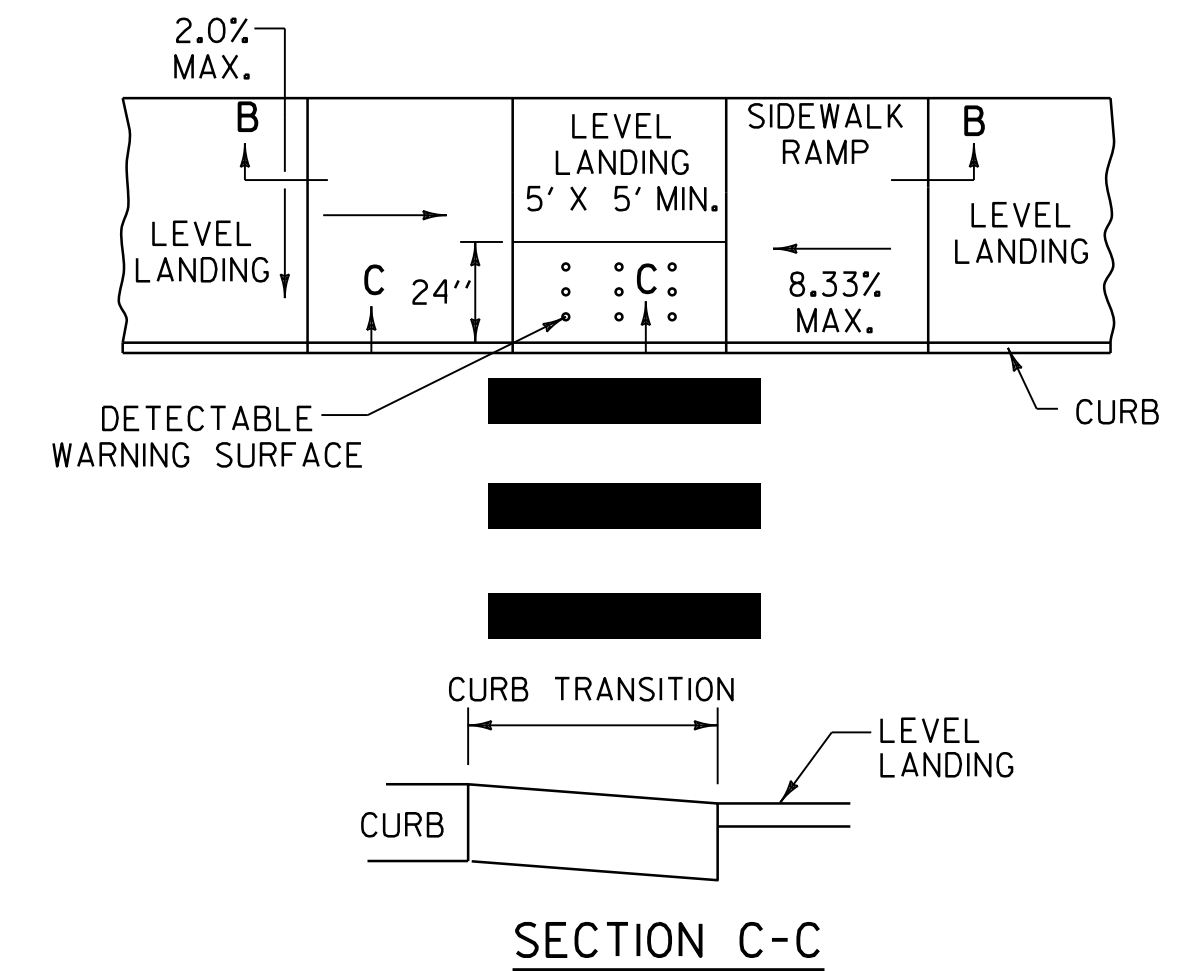 2.0%
MAX.
B
LEVEL
LANDING
5' X 5' MIN.
SIDEWALK
RAMP
B
LEVEL
LANDING
LEVEL
LANDING
C
24''
C
8.33%
MAX.
DETECTABLE
WARNING SURFACE
CURB
CURB TRANSITION
LEVEL
LANDING
CURB
SECTION C-C